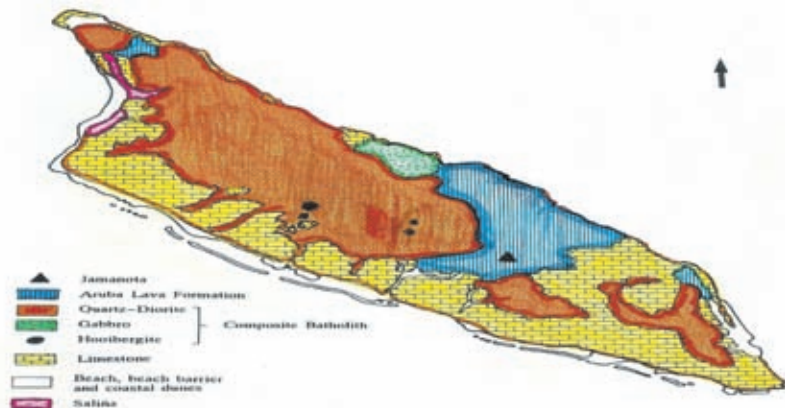 Jamanota
Aruba Lava Formation
Quartz-Diorite
Gabbro
Hooibergite
Composite Batholith
Limestone
Beach, beach barrier
and coastal dunes
Saliña